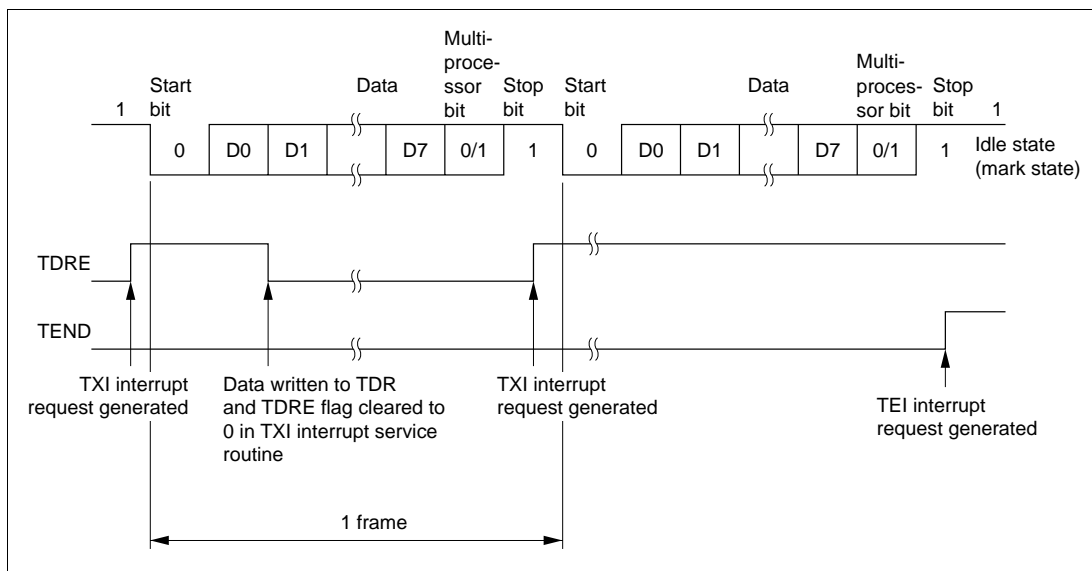 Multi-
proce-
ssor
bit
Multi-
proces-
sor bit
1
Start
bit
Data
Stop
bit
Start
bit
Data
Stop
bit
1
0
D0
D1
D7
0/1
1
0
D0
D1
D7
0/1
1
Idle state
(mark state)
TDRE
TEND
TXI interrupt
request generated
Data written to TDR
and TDRE flag cleared to
0 in TXI interrupt service
routine
TXI interrupt
request generated
TEI interrupt
request generated
1 frame